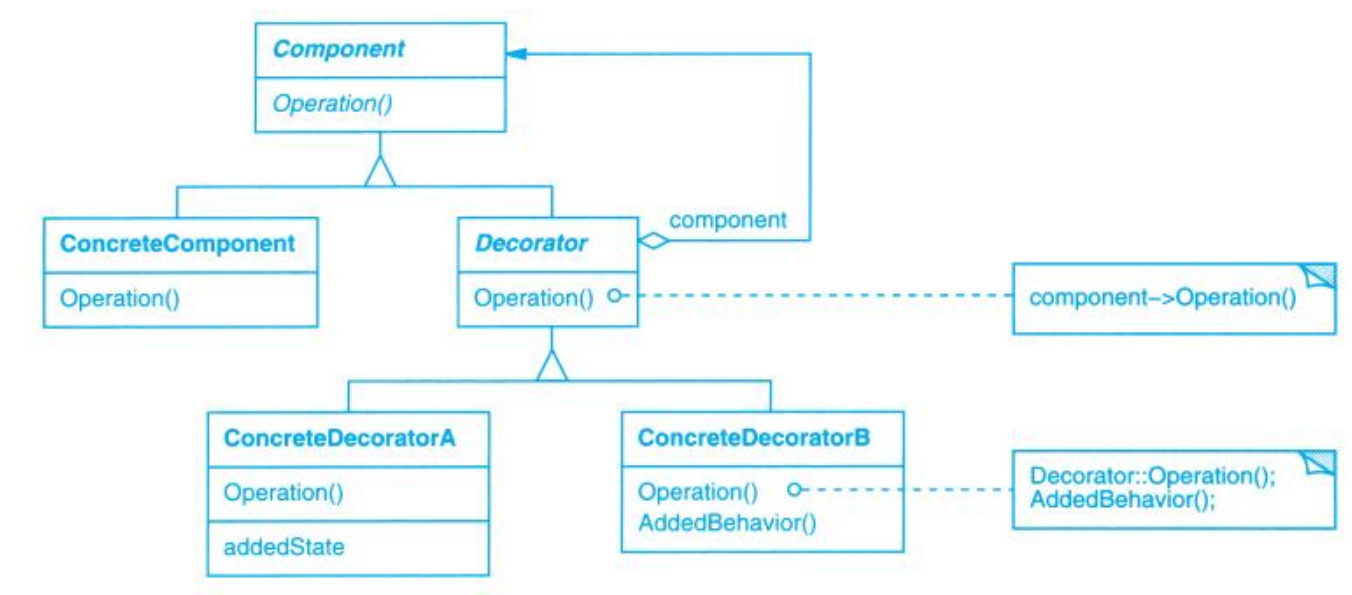 Component
Operation()
component
ConcreteComponent
Operation()
Decorator
Operation()
component–>Operation()
ConcreteDecoratorA
Operation()
addedState
ConcreteDecoratorB
Operation()
AddedBehavior()
Decorator::Operation();
AddedBehavior();